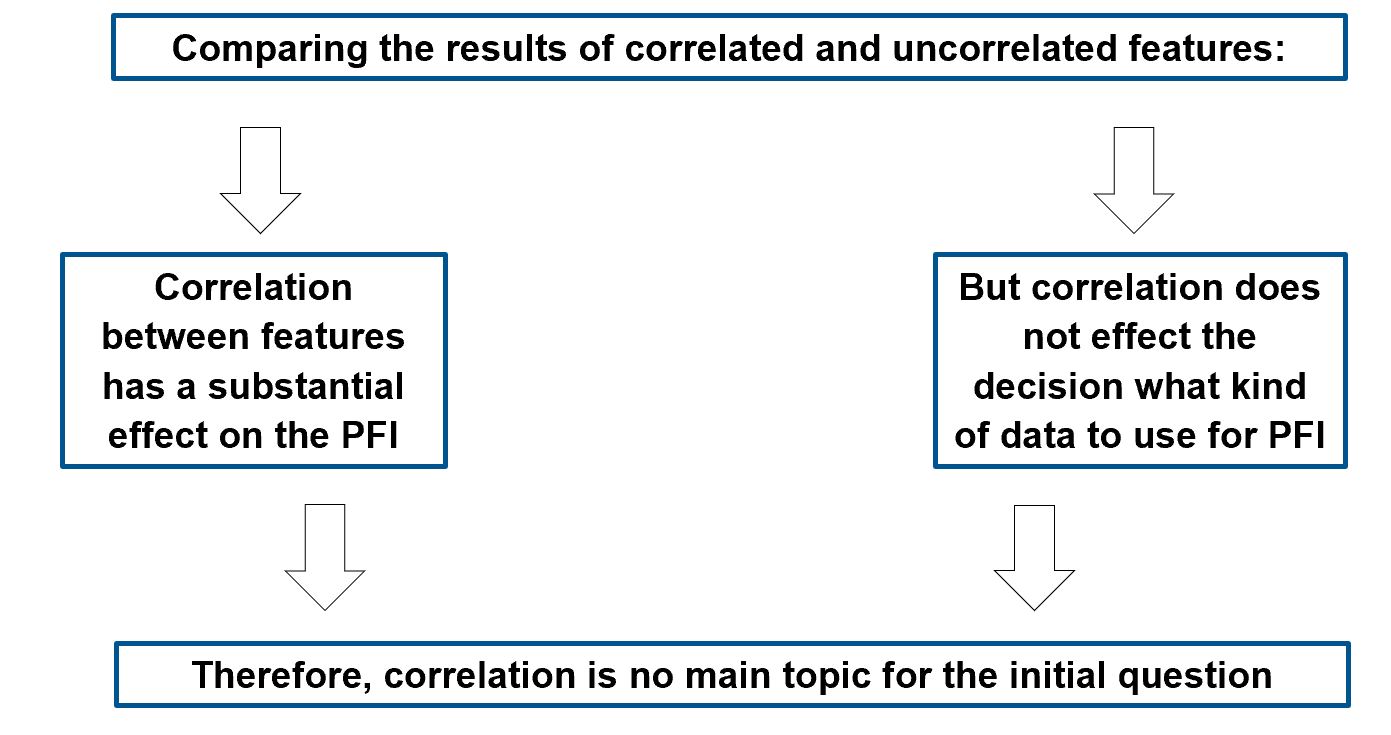 Comparing the results of correlated and uncorrelated features:
Correlation
between features
has a substantial
effect on the PFI
But correlation does
not effect the
decision what kind
of data to use for PFI
Therefore, correlation is no main topic for the initial question